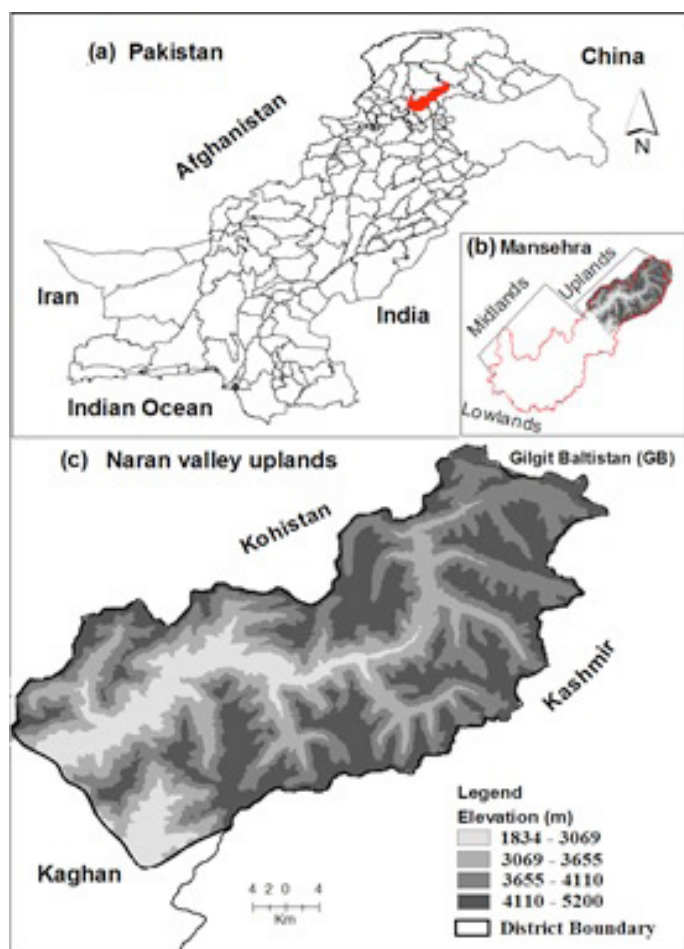 (a) Pakistan
China
Afghanistan
N
Iran
India
Indian Ocean
(b) Mansehra
Uplands
Midlands
Lowlands
(c) Naran valley uplands
Gilgit Baltistan (GB)
Kohistan
Kashmir
Kaghan
4 2 0 4
Km
Legend
Elevation (m)
1834 - 3069
3069 - 3655
3655 - 4110
4110 - 5200
District Boundary